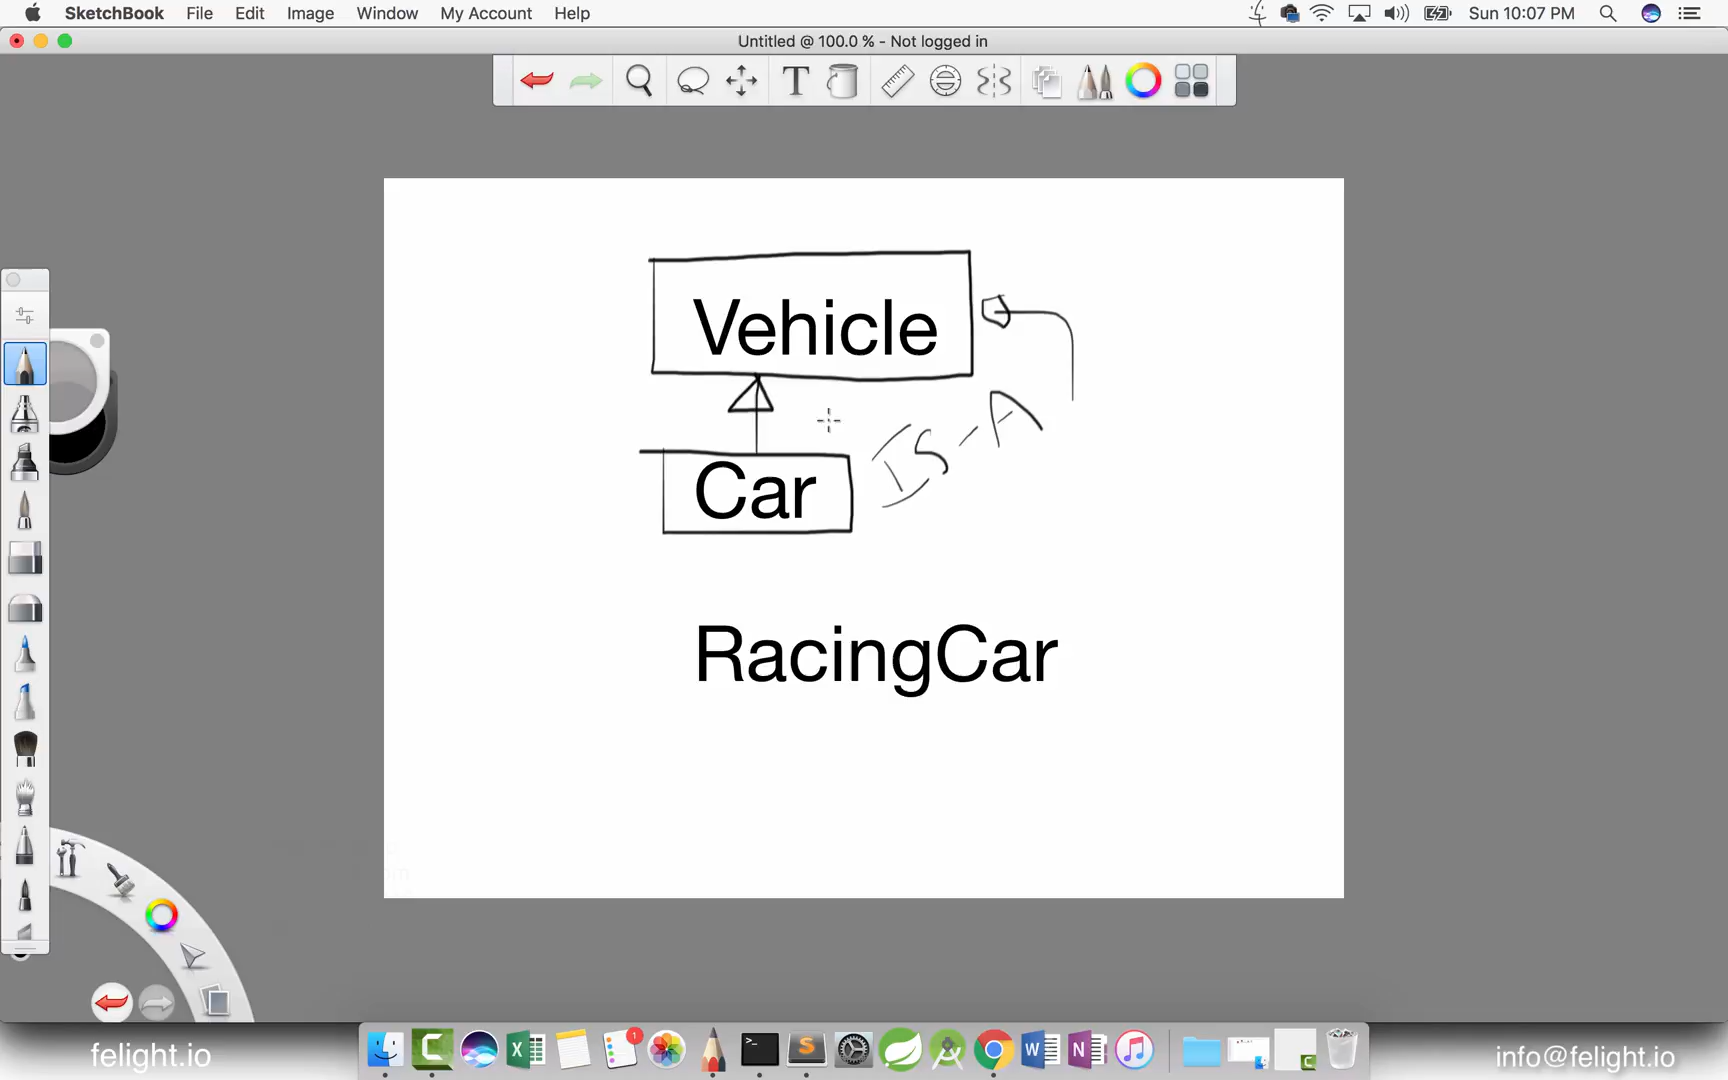 SketchBook File Edit Image Window My Account Help Sun 10:07 PM
Untitled @ 100.0 % - Not logged in
T
Vehicle
IS-A
Car
RacingCar
felight.io
info@felight.io